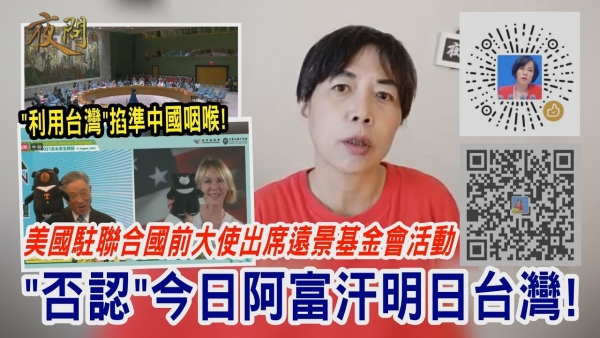 夜問
"利用台灣"掐準中國咽喉!
美國駐聯合國前大使出席遠景基金會活動
"否認"今日阿富汗明日台灣!